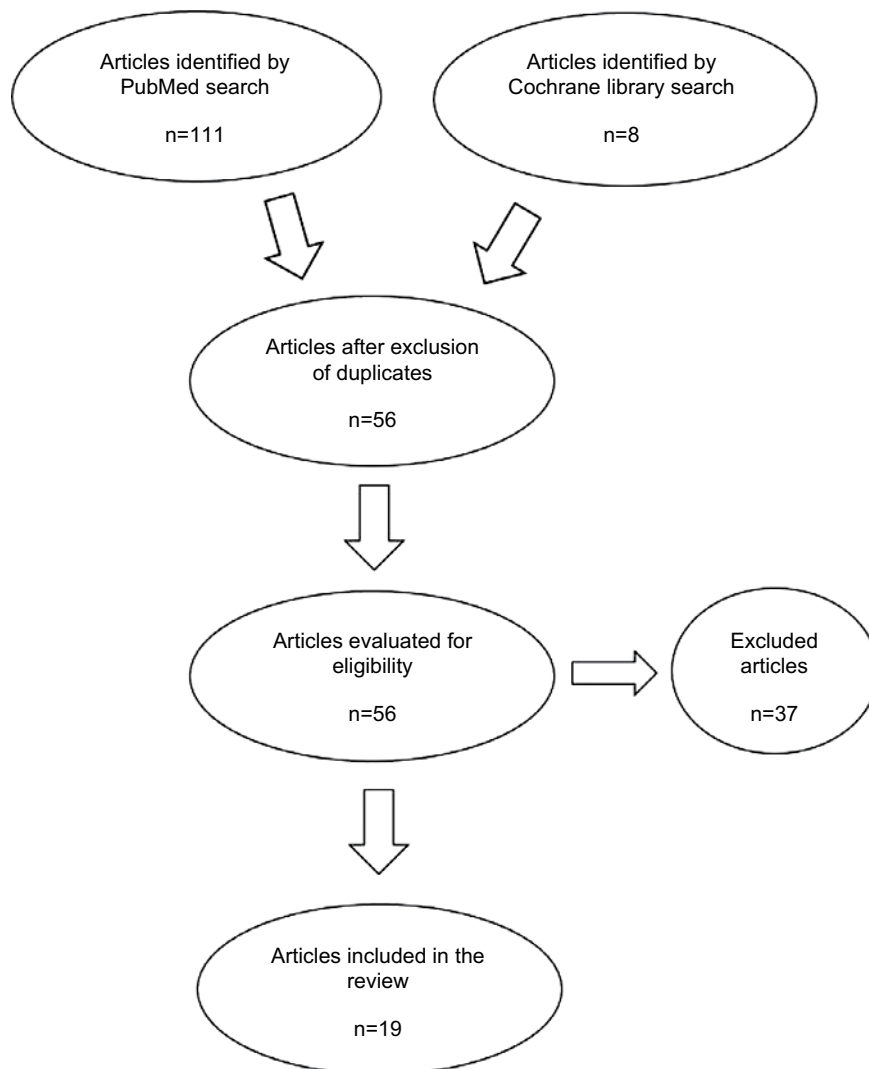 Articles identified by
PubMed search
n=111
Articles identified by
Cochrane library search
n=8
Articles after exclusion
of duplicates
n=56
Articles evaluated for
eligibility
n=56
Excluded
articles
n=37
Articles included in the
review
n=19